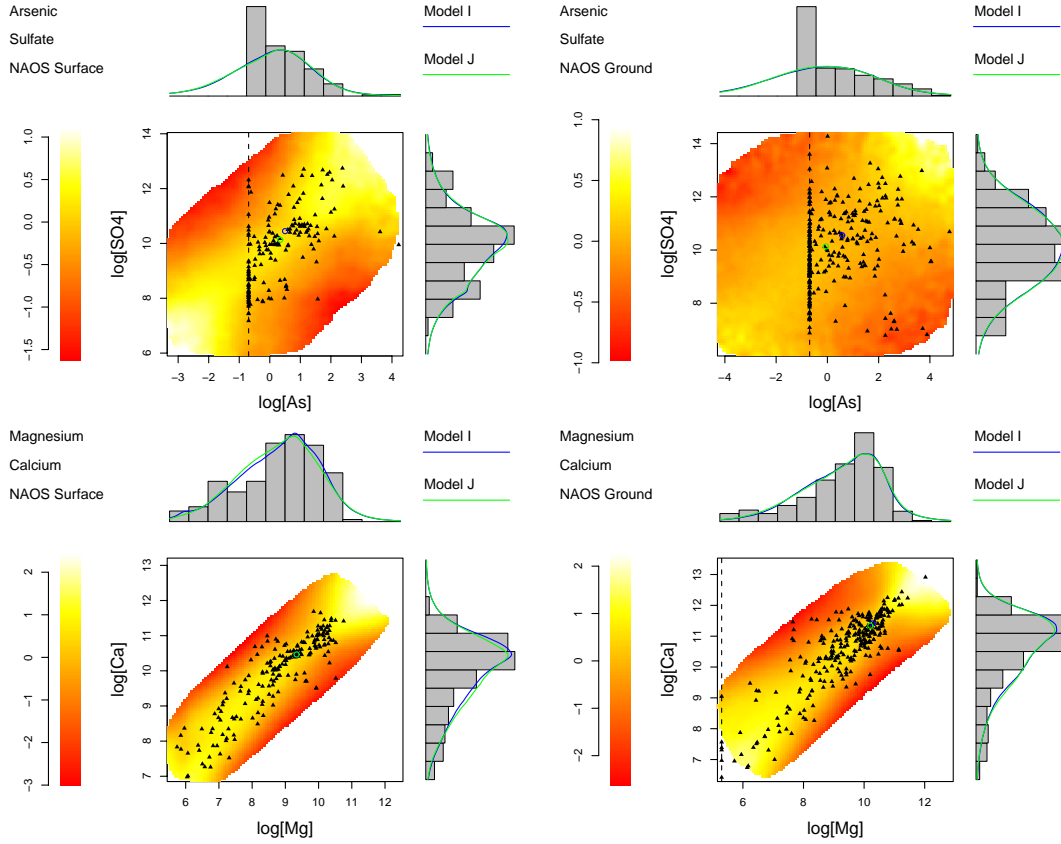 Arsenic
Sulfate
NAOS Surface
Model I
Model J
1.0
0.5
0.0
−0.5
−1.0
−1.5
14
12
10
8
6
log[SO4]
−3 −2 −1 0 1 2 3 4
log[As]
Arsenic
Sulfate
NAOS Ground
Model I
Model J
1.0
0.5
0.0
−0.5
−1.0
14
12
10
8
log[SO4]
−4 −2 0 2 4
log[As]
Magnesium
Calcium
NAOS Surface
Model I
Model J
2
1
0
−1
−2
−3
13
12
11
10
9
8
7
log[Ca]
5 6 7 8 9 10 11 12
log[Mg]
Magnesium
Calcium
NAOS Ground
Model I
Model J
2
1
0
−1
−2
13
12
11
10
9
8
7
log[Ca]
6 8 10 12
log[Mg]